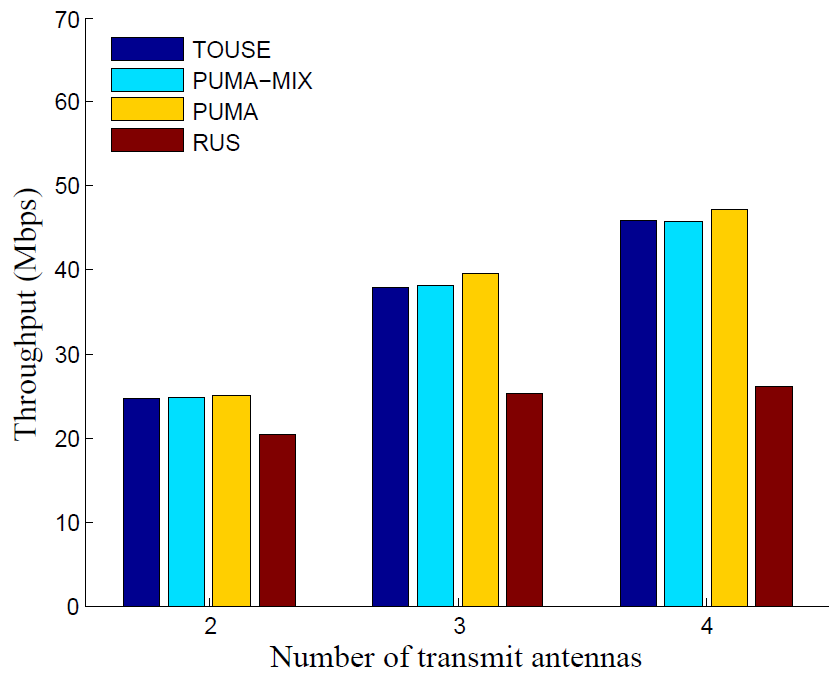 70
60
50
40
30
20
10
0
Throughput (Mbps)
TOUSE
PUMA−MIX
PUMA
RUS
2 3 4
Number of transmit antennas